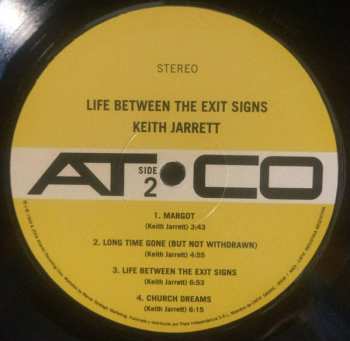 STEREO
LIFE BETWEEN THE EXIT SIGNS
KEITH JARRETT
AT•CO
SIDE
2
1. MARGOT
(Keith Jarrett) 3:43
2. LONG TIME GONE (BUT NOT WITHDRAWN)
(Keith Jarrett) 4:55
3. LIFE BETWEEN THE EXIT SIGNS
(Keith Jarrett) 6:53
4. CHURCH DREAMS
(Keith Jarrett) 6:15